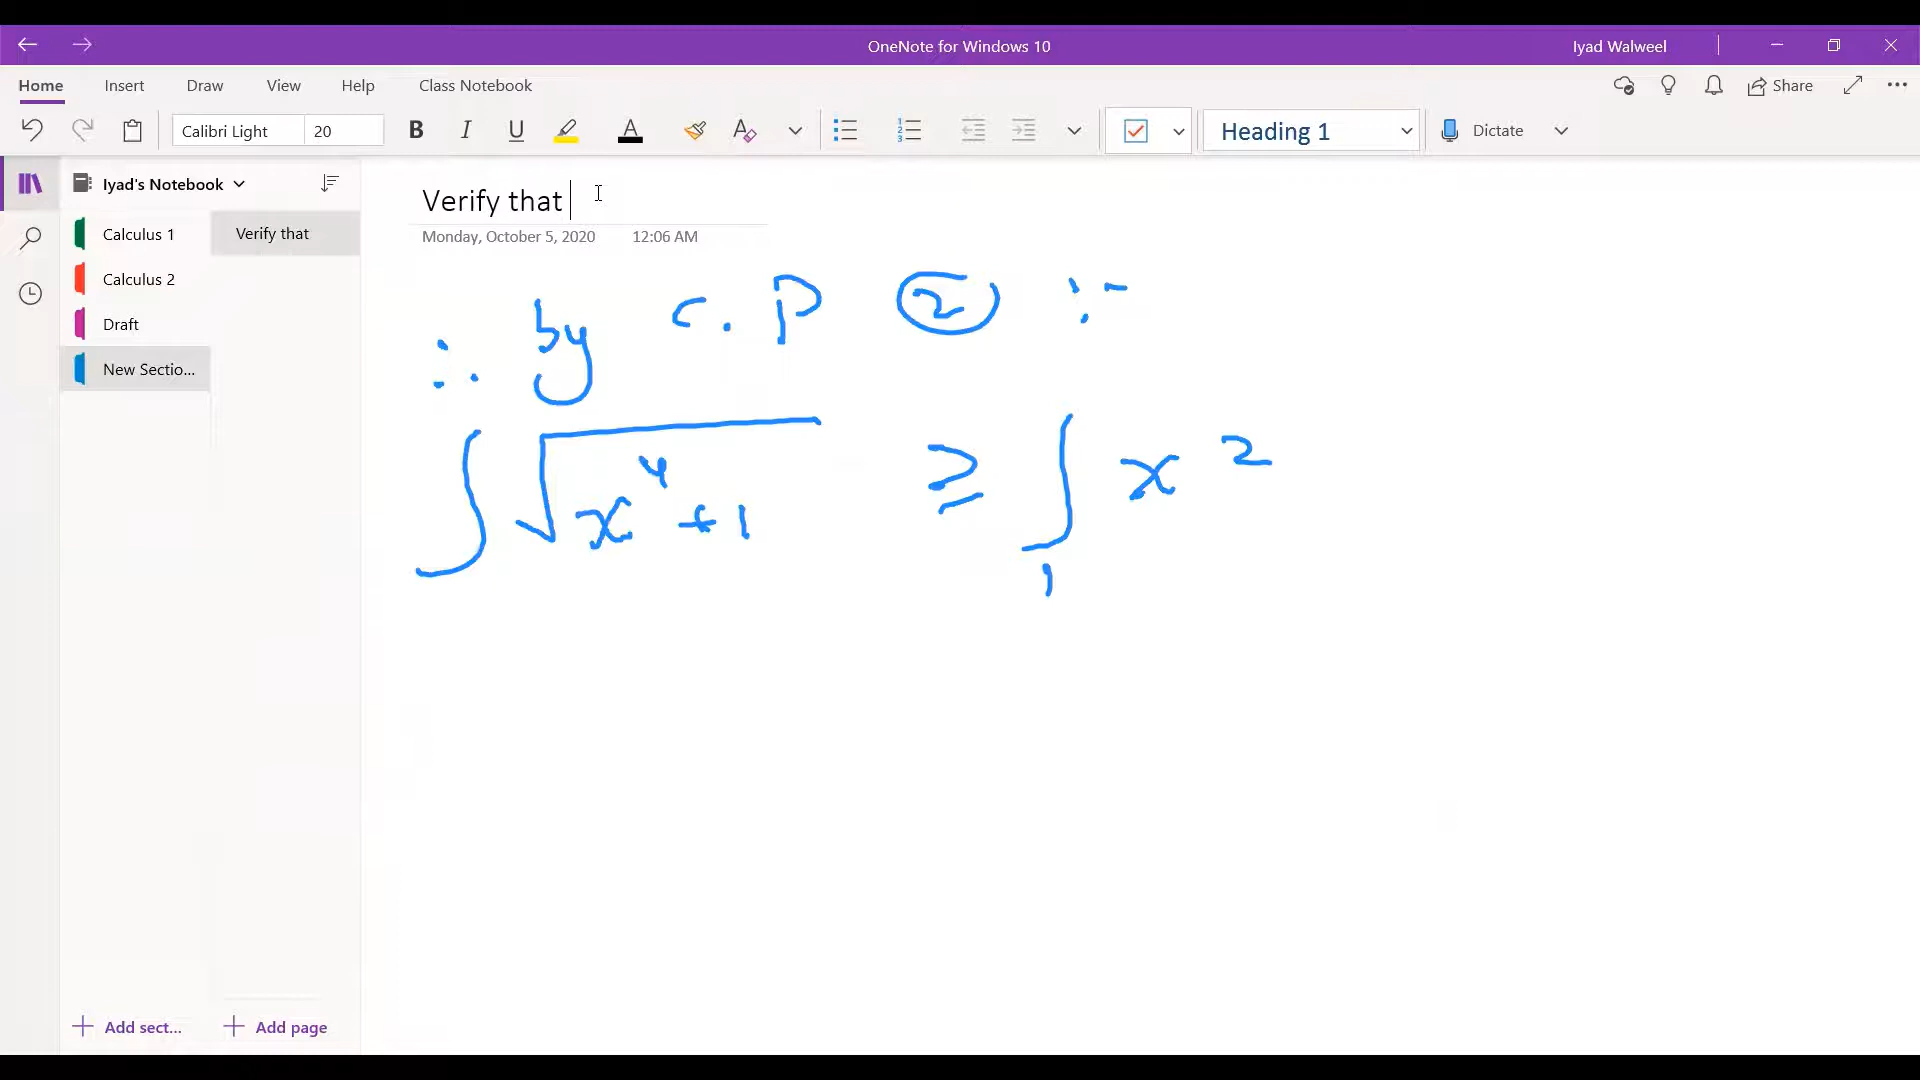 OneNote for Windows 10
Iyad Walweel
Home Insert Draw View Help Class Notebook
Share
Calibri Light 20 B I U A Heading 1 Dictate
Iyad's Notebook
Calculus 1
Calculus 2
Draft
New Sectio...
Verify that
Verify that
Monday, October 5, 2020 12:06 AM
∴ by c. P ② :-
∫ √(x⁴ + 1) ≥ ∫₁ x²
+ Add sect...
+ Add page